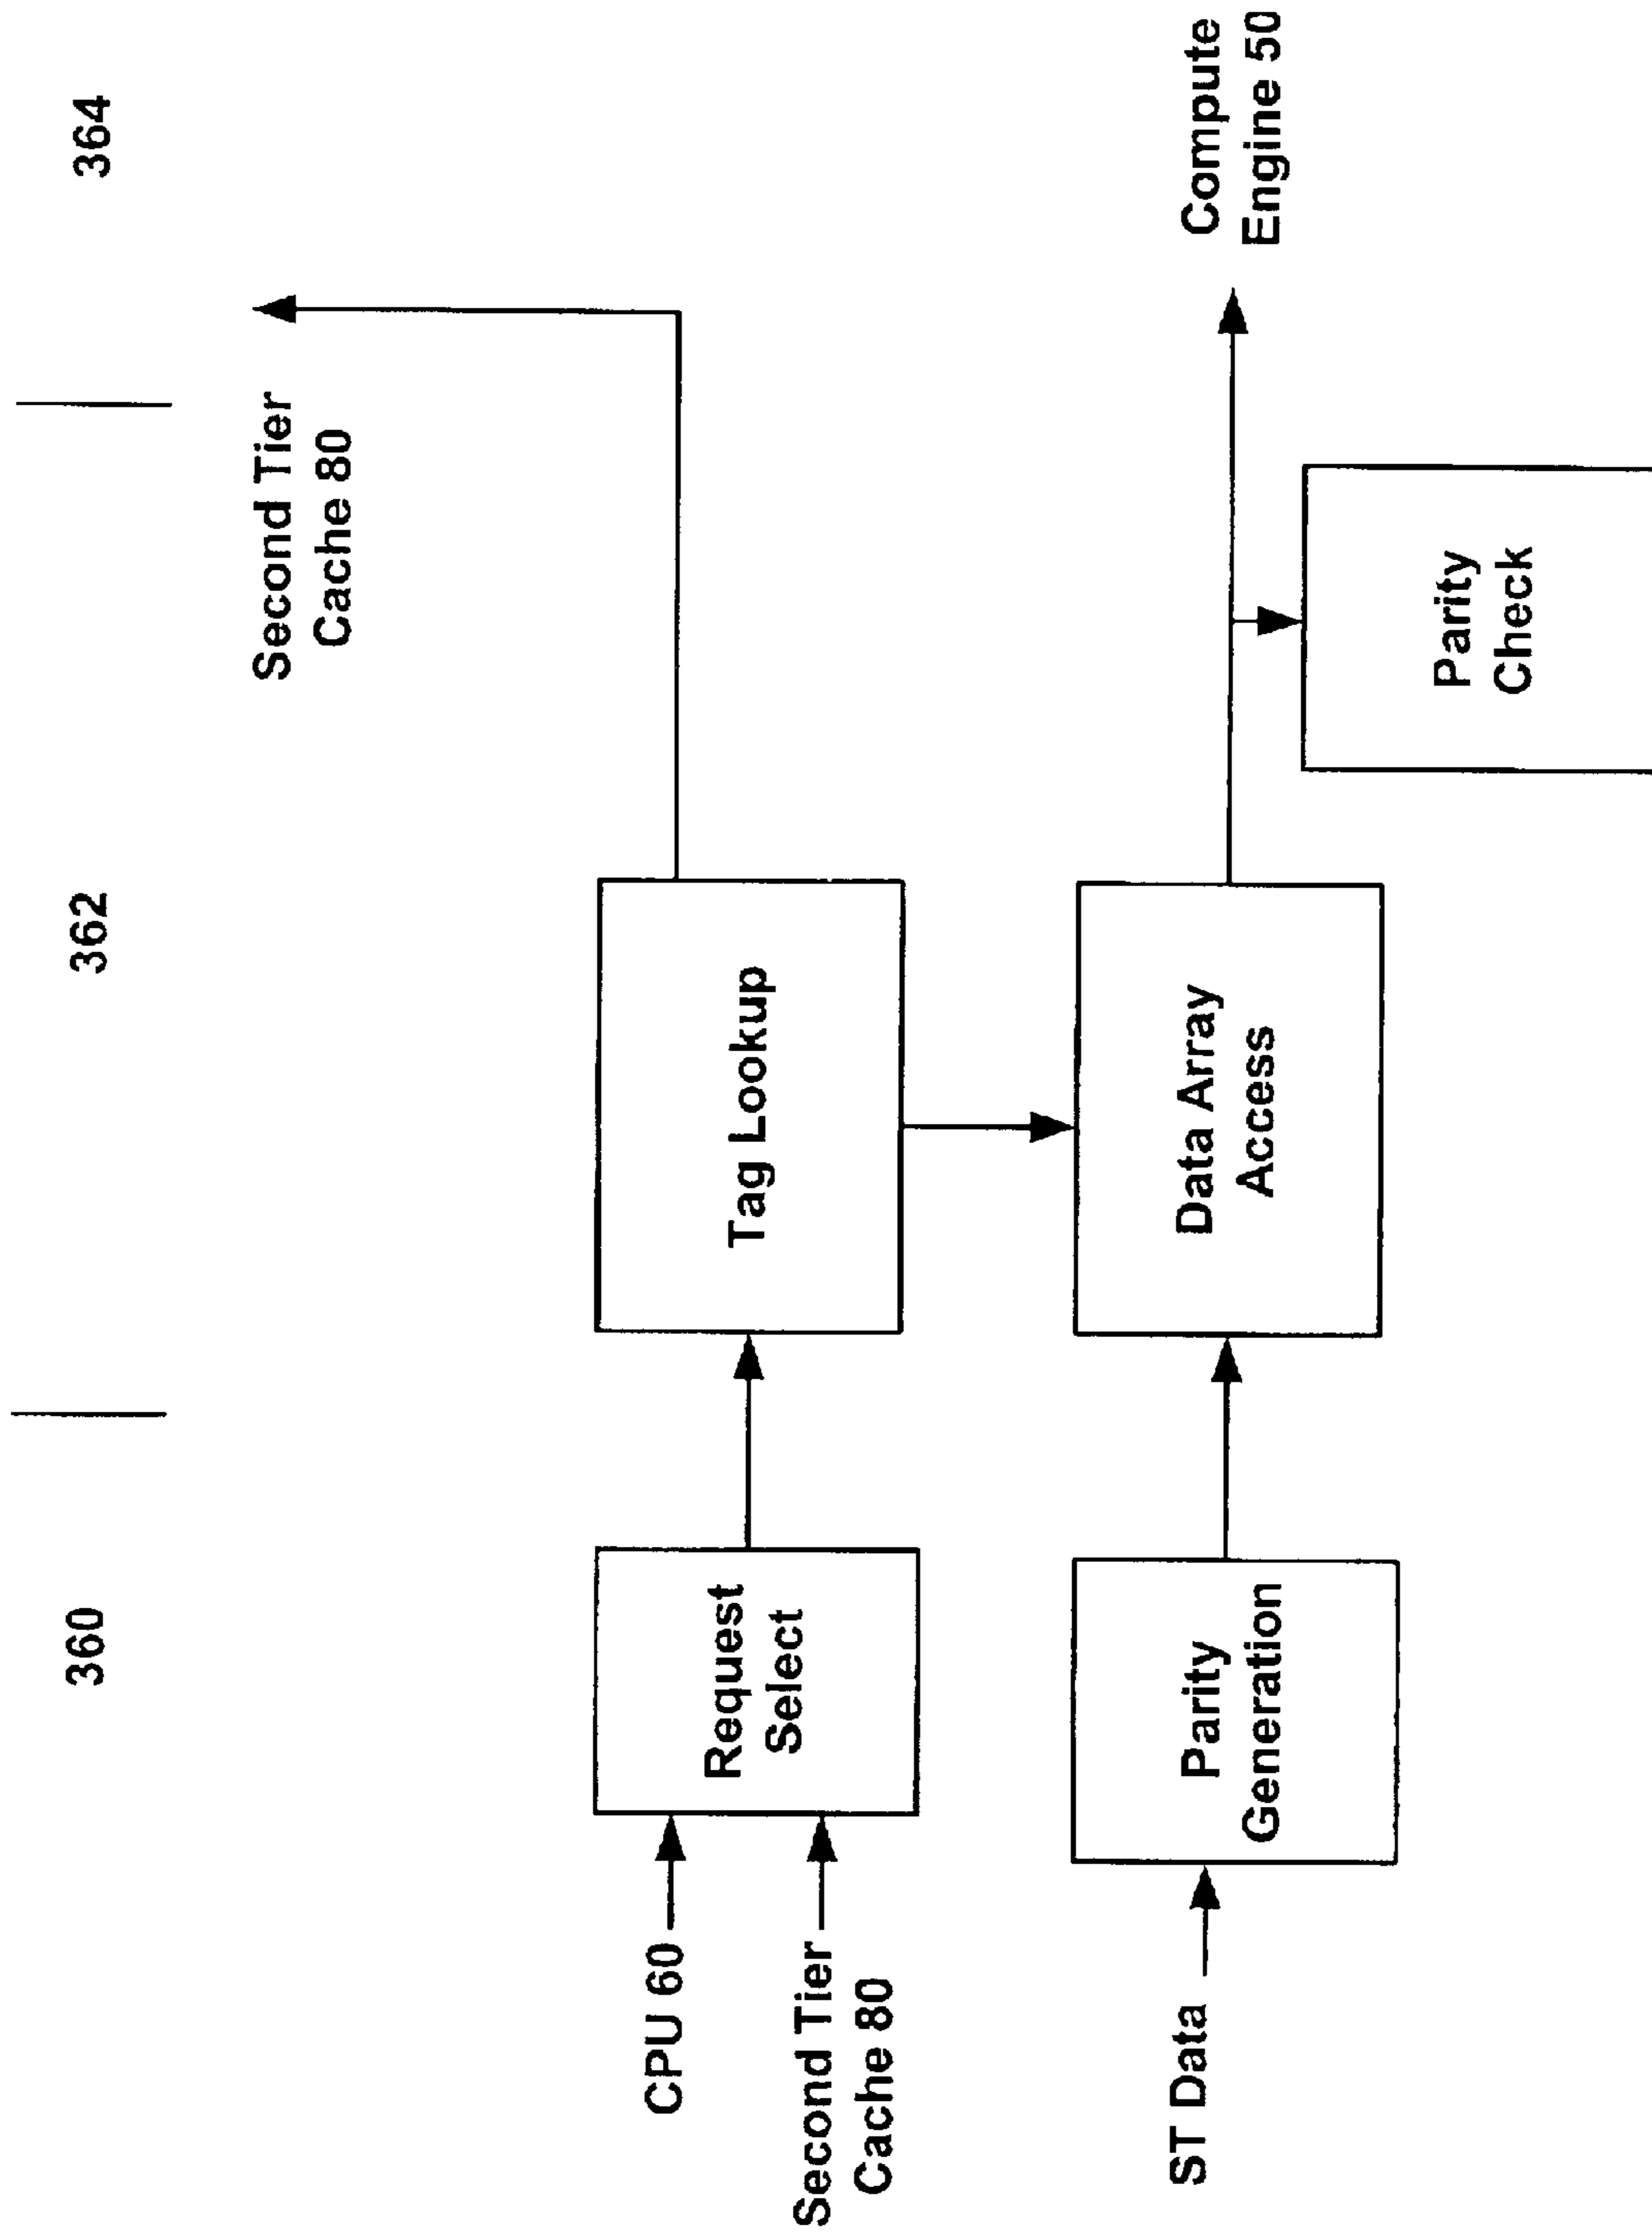 360
362
364
Second Tier
Cache 80
CPU 60
Second Tier
Cache 80
Request
Select
Tag Lookup
ST Data
Parity
Generation
Data Array
Access
Compute
Engine 50
Parity
Check